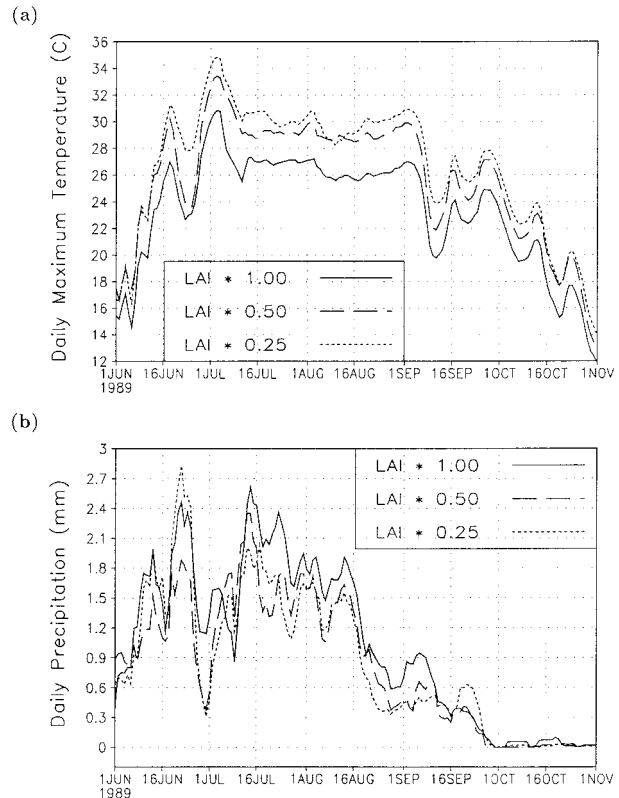 (a)
Daily Maximum Temperature (C)
36
34
32
30
28
26
24
22
20
18
16
14
12
LAI * 1.00
LAI * 0.50
LAI * 0.25
1JUN 16JUN 1JUL 16JUL 1AUG 16AUG 1SEP 16SEP 1OCT 16OCT 1NOV
1989
(b)
Daily Precipitation (mm)
3
2.7
2.4
2.1
1.8
1.5
1.2
0.9
0.6
0.3
0
LAI * 1.00
LAI * 0.50
LAI * 0.25
1JUN 16JUN 1JUL 16JUL 1AUG 16AUG 1SEP 16SEP 1OCT 16OCT 1NOV
1989